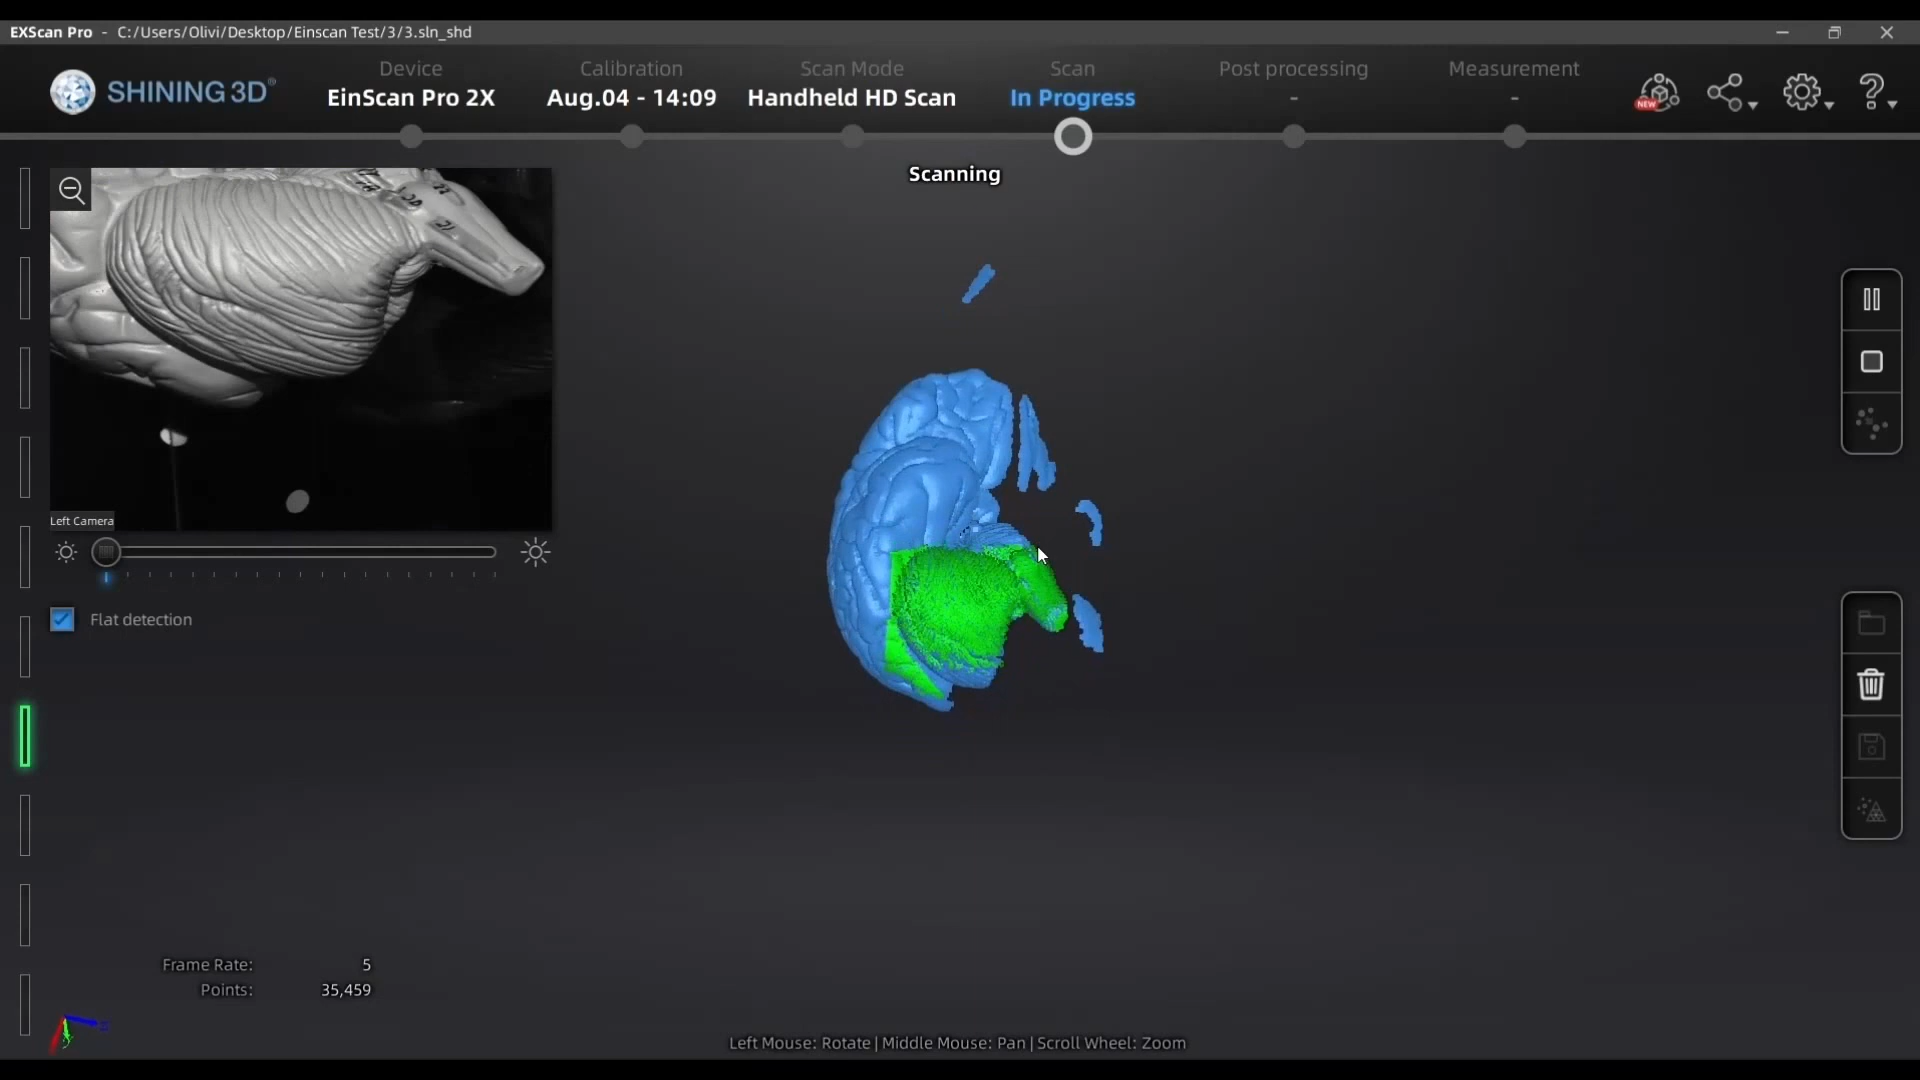 EXScan Pro - C:/Users/Olivi/Desktop/Einscan Test/3/3.sln_shd
SHINING 3D®
Device
EinScan Pro 2X
Calibration
Aug.04 - 14:09
Scan Mode
Handheld HD Scan
Scan
In Progress
Post processing
-
Measurement
-
NEW
Scanning
Left Camera
Flat detection
Frame Rate: 5
Points: 35,459
Left Mouse: Rotate | Middle Mouse: Pan | Scroll Wheel: Zoom